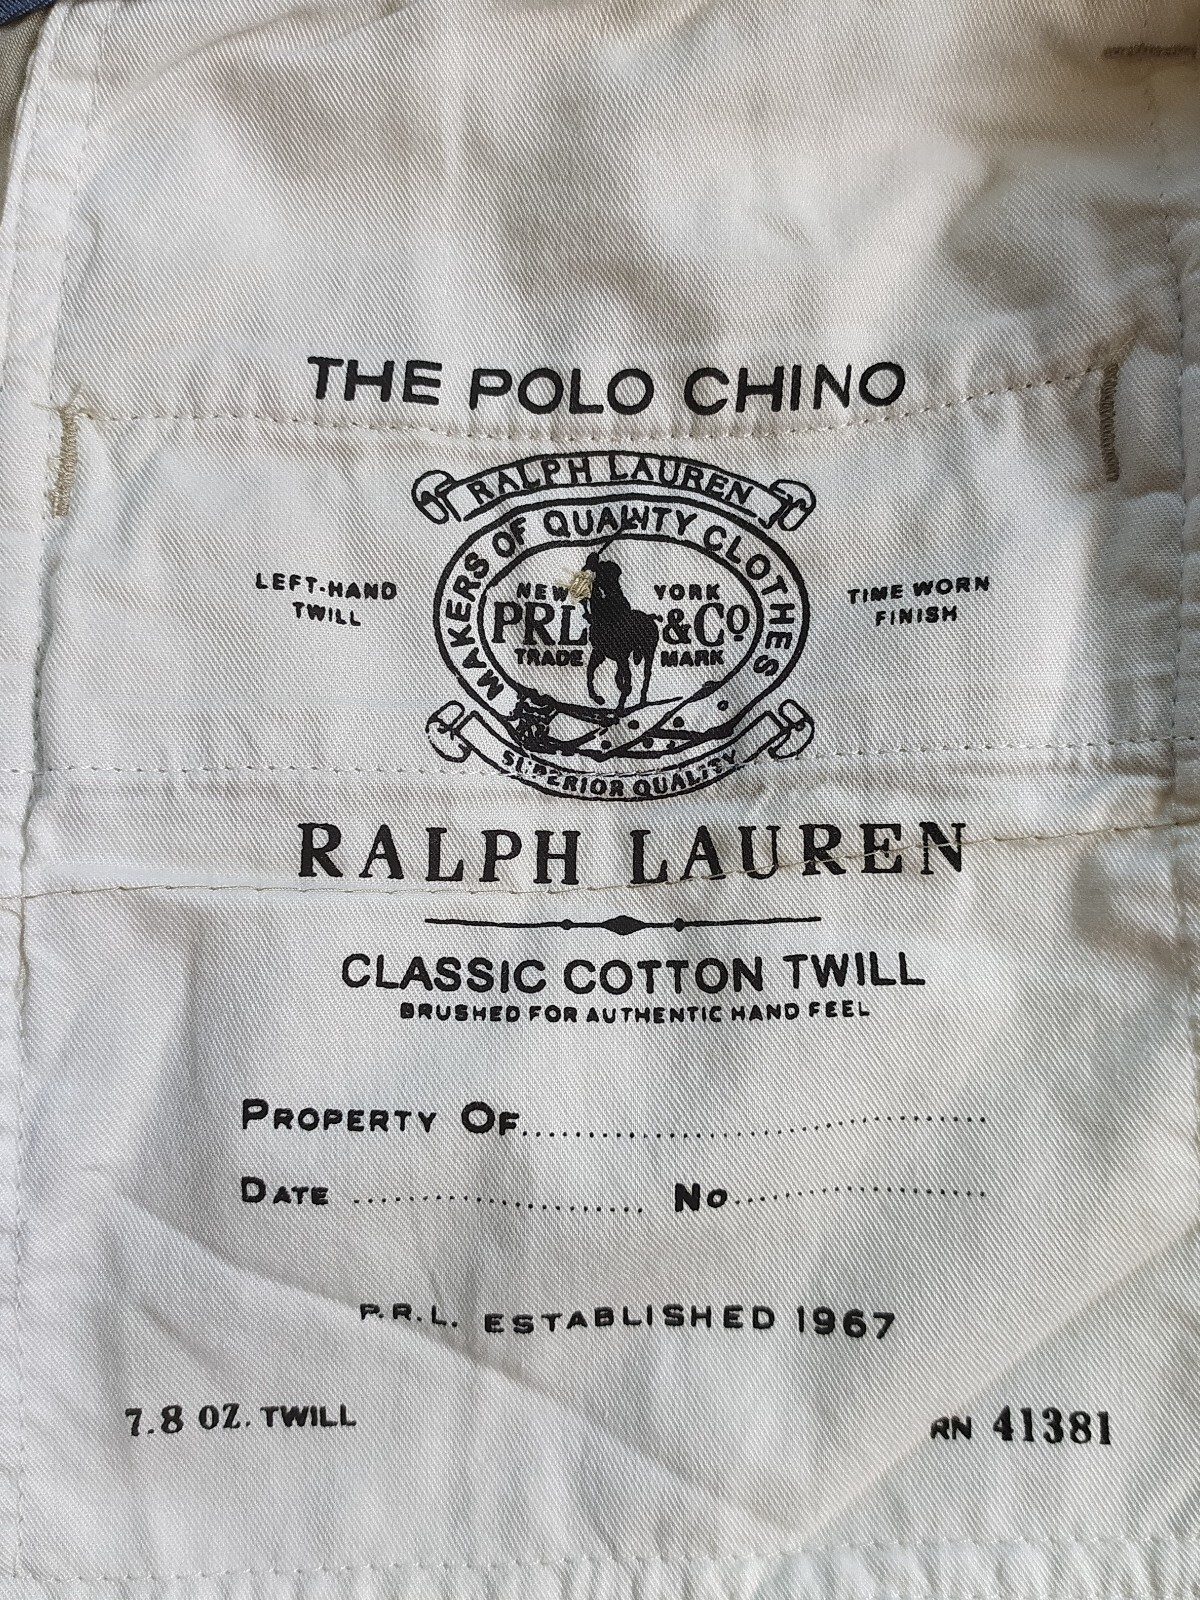 THE POLO CHINO
RALPH LAUREN
MAKERS OF QUALITY CLOTHES
LEFT-HAND
TWILL
NEW YORK
PRL &Co
TRADE MARK
TIME WORN
FINISH
SUPERIOR QUALITY
RALPH LAUREN
CLASSIC COTTON TWILL
BRUSHED FOR AUTHENTIC HAND FEEL
PROPERTY OF
DATE No
P.R.L. ESTABLISHED 1967
7.8 OZ. TWILL
RN 41381